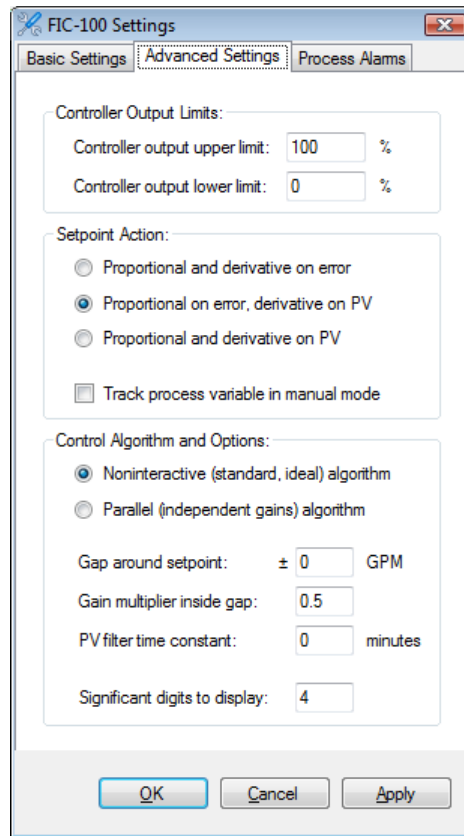 FIC-100 Settings
Basic Settings Advanced Settings Process Alarms
Controller Output Limits:
Controller output upper limit: 100 %
Controller output lower limit: 0 %
Setpoint Action:
Proportional and derivative on error
Proportional on error, derivative on PV
Proportional and derivative on PV
Track process variable in manual mode
Control Algorithm and Options:
Noninteractive (standard, ideal) algorithm
Parallel (independent gains) algorithm
Gap around setpoint: ± 0 GPM
Gain multiplier inside gap: 0.5
PV filter time constant: 0 minutes
Significant digits to display: 4
OK Cancel Apply